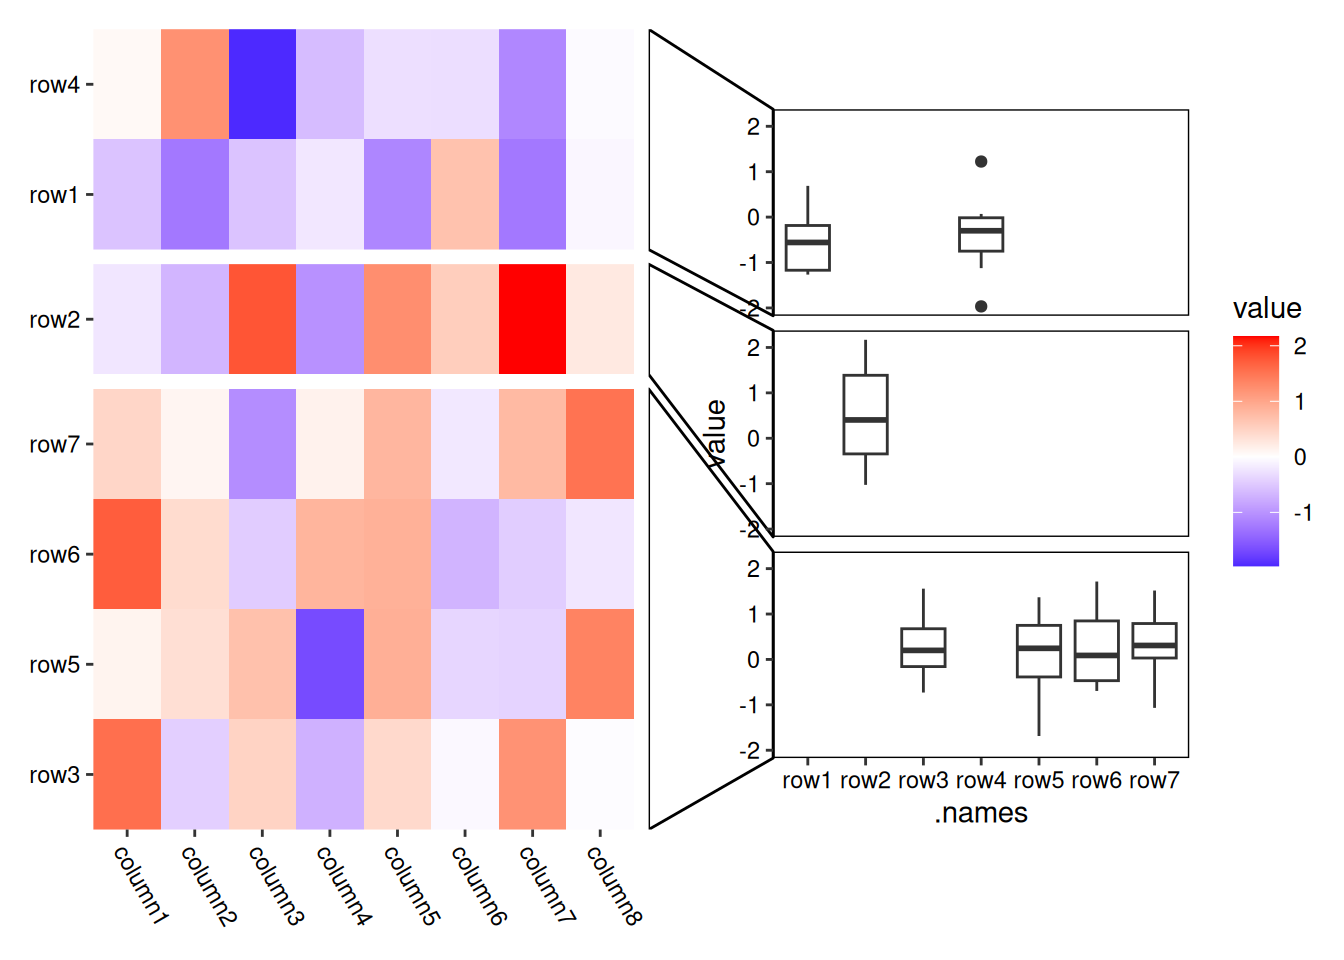 row4
row1
row2
row7
row6
row5
row3
column1
column2
column3
column4
column5
column6
column7
column8
value
2
1
0
-1
-2
2
1
0
-1
-2
2
1
0
-1
-2
row1 row2 row3 row4 row5 row6 row7
.names
value
2
1
0
-1